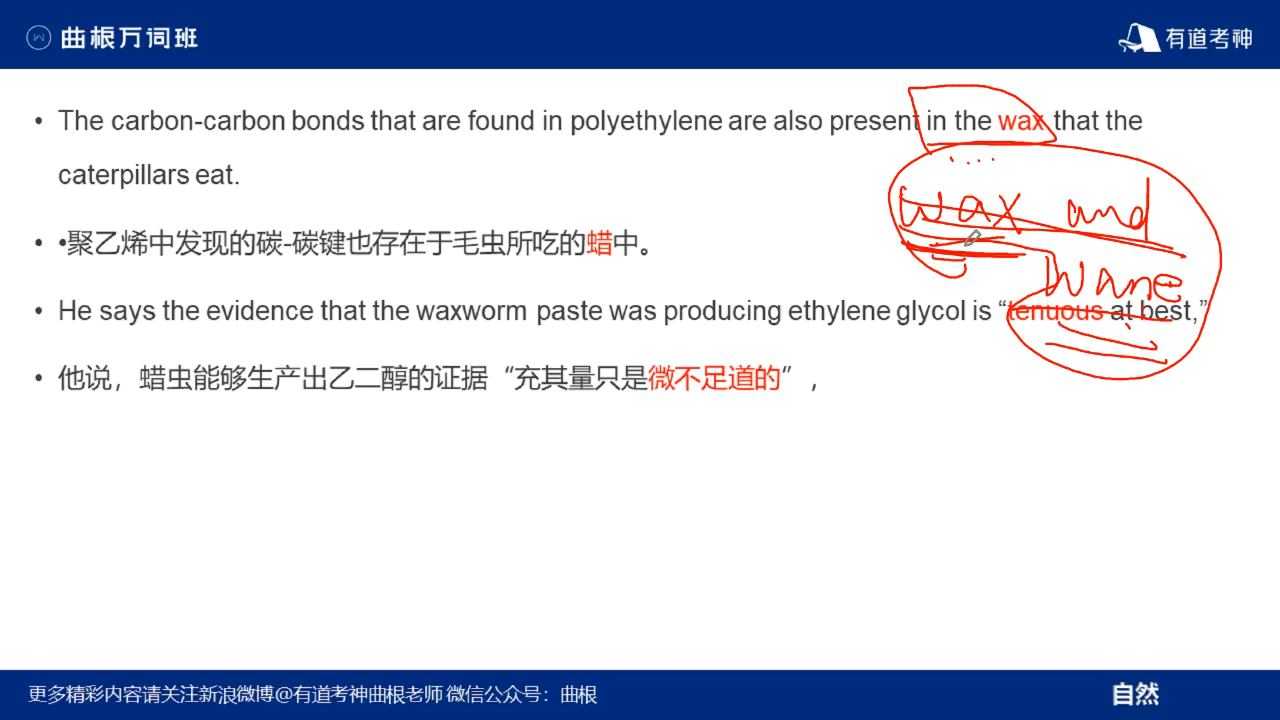 曲根万词班
有道考神
• The carbon-carbon bonds that are found in polyethylene are also present in the wax that the
caterpillars eat.
• •聚乙烯中发现的碳-碳键也存在于毛虫所吃的蜡中。
wax and
wane
• He says the evidence that the waxworm paste was producing ethylene glycol is “tenuous at best,”
• 他说，蜡虫能够生产出乙二醇的证据“充其量只是微不足道的”，
更多精彩内容请关注新浪微博@有道考神曲根老师 微信公众号：曲根
自然